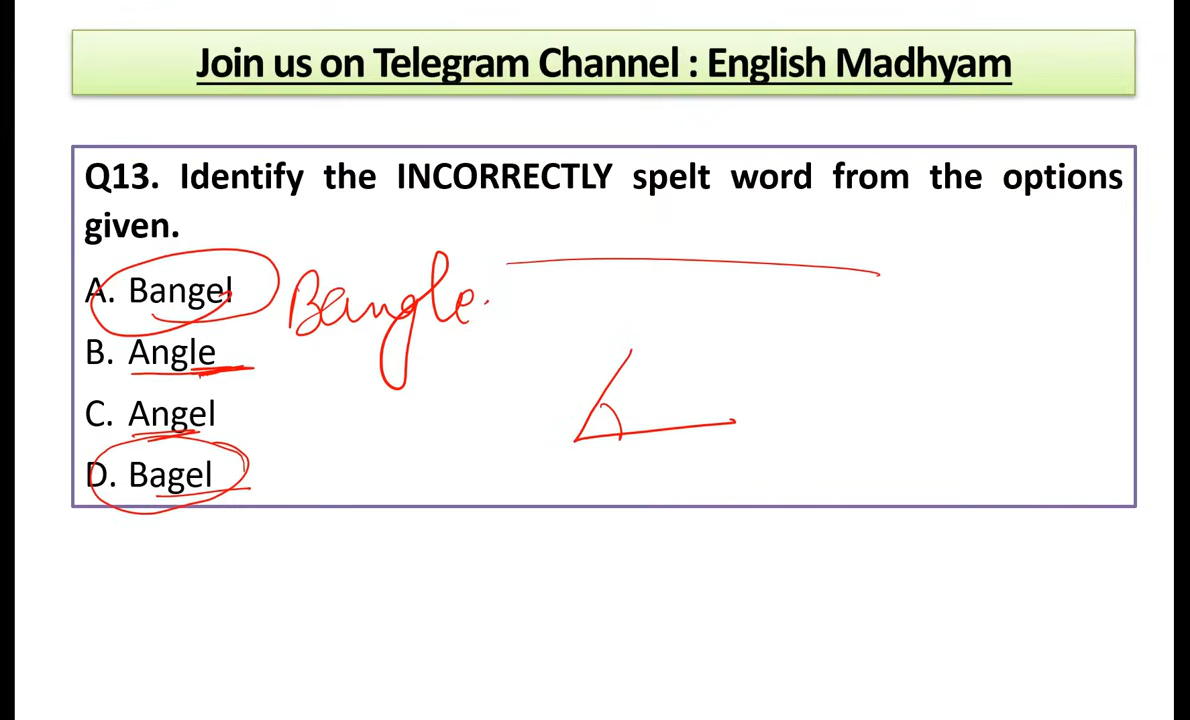 Join us on Telegram Channel : English Madhyam
Q13. Identify the INCORRECTLY spelt word from the options
given.
A. Bangel Bangle.
B. Angle
C. Angel
D. Bagel